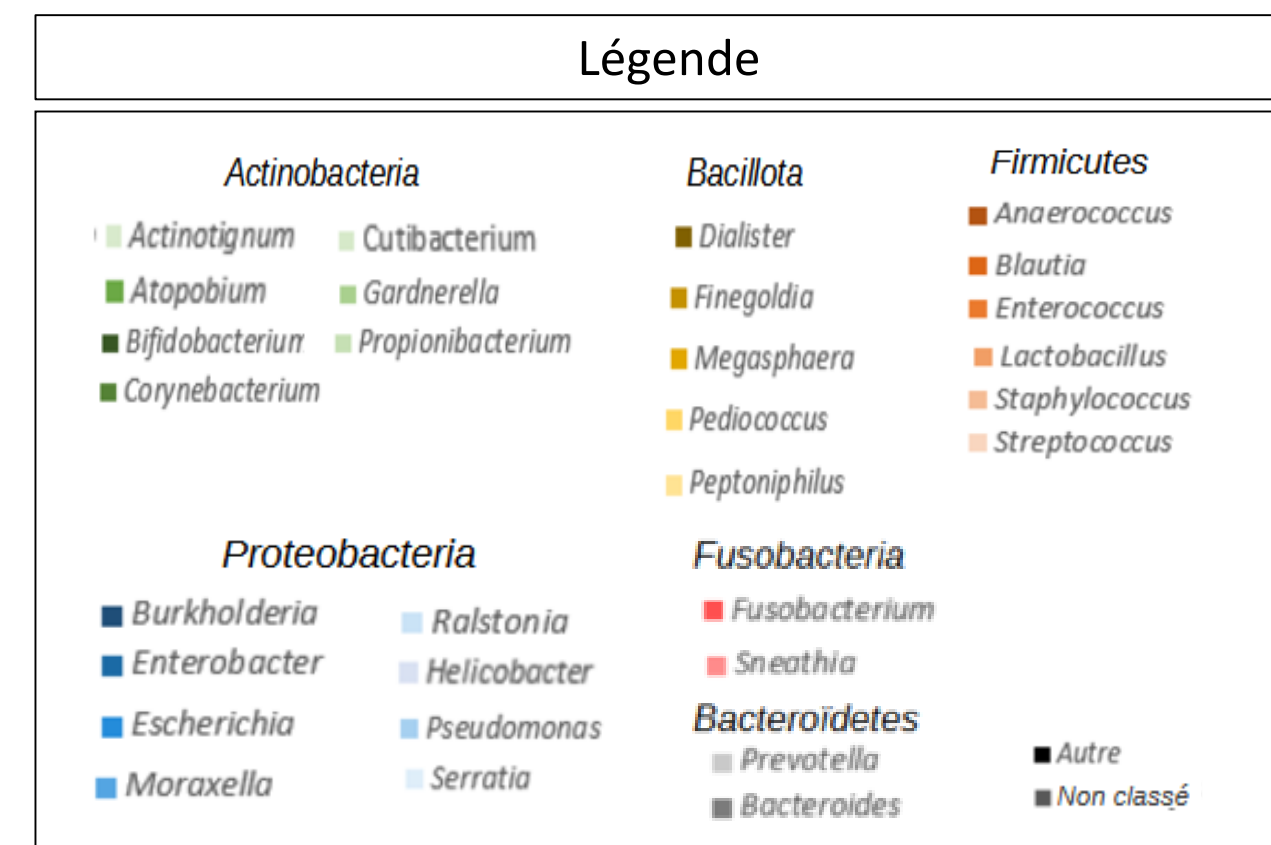 Légende
Actinobacteria
Actinotignum
Cutibacterium
Atopobium
Gardnerella
Bifidobacterium
Propionibacterium
Corynebacterium
Bacillota
Dialister
Finegoldia
Megasphaera
Pediococcus
Peptoniphilus
Firmicutes
Anaerococcus
Blautia
Enterococcus
Lactobacillus
Staphylococcus
Streptococcus
Proteobacteria
Burkholderia
Ralstonia
Enterobacter
Helicobacter
Escherichia
Pseudomonas
Moraxella
Serratia
Fusobacteria
Fusobacterium
Sneathia
Bacteroïdetes
Prevotella
Bacteroides
Autre
Non classé